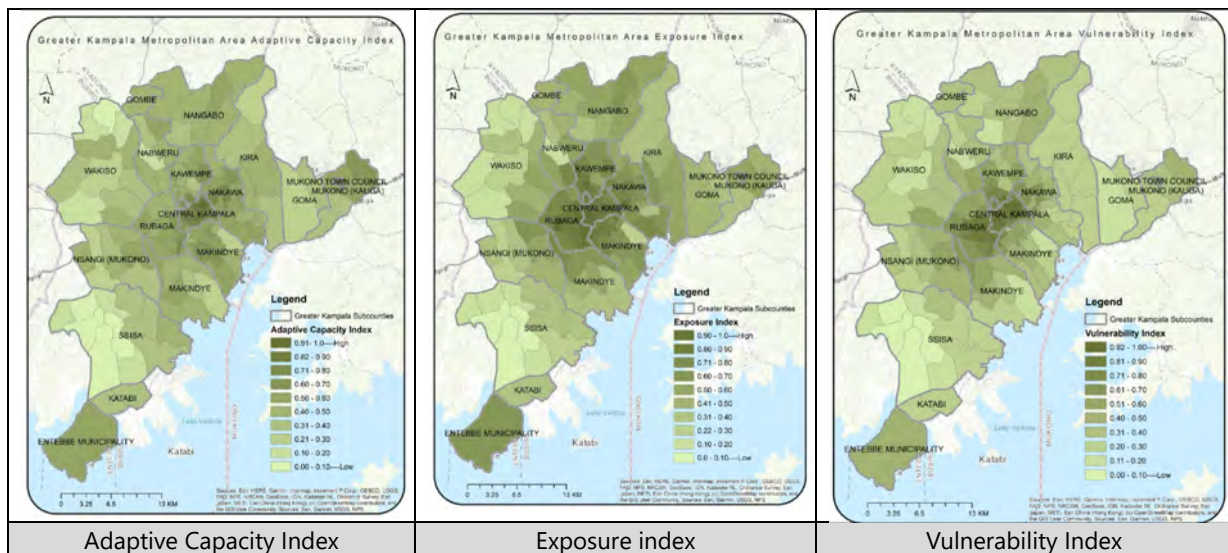 Greater Kampala Metropolitan Area Adaptive Capacity Index
MUKONO
N
GOMBE
NANGABO
WAKISO
NABWERU
KIRA
KAWEMPE
NAKAWA
MUKONO TOWN COUNCIL
MUKONO (KAUGA)
GOMA
CENTRAL KAMPALA
RUBAGA
MAKINDYE
NSANGI (MUKONO)
MAKINDYE
SSISA
KATABI
ENTEBBE MUNICIPALITY
Lake Victoria
Katabi
Legend
Greater Kampala Subcounties
Adaptive Capacity Index
0.91- 1.0----High
0.82 - 0.90
0.71 - 0.80
0.60 - 0.70
0.40 - 0.50
0.31 - 0.40
0.21 - 0.30
0.10 - 0.20
0.00 - 0.10----Low
0 3.25 6.5 13 KM
Adaptive Capacity Index
Greater Kampala Metropolitan Area Exposure Index
MUKONO
N
GOMBE
NANGABO
WAKISO
NABWERU
KIRA
KAWEMPE
NAKAWA
MUKONO TOWN COUNCIL
MUKONO (KAUGA)
GOMA
CENTRAL KAMPALA
RUBAGA
MAKINDYE
NSANGI (MUKONO)
MAKINDYE
SSISA
KATABI
ENTEBBE MUNICIPALITY
Lake Victoria
Katabi
Legend
Greater Kampala Subcounties
Exposure Index
0.90 - 1.0----High
0.80 - 0.90
0.71 - 0.80
0.60 - 0.70
0.41 - 0.50
0.31 - 0.40
0.22 - 0.30
0.10 - 0.20
0.0 - 0.10----Low
0 3.25 6.5 13 KM
Exposure index
Greater Kampala Metropolitan Area Vulnerability Index
MUKONO
N
GOMBE
NANGABO
WAKISO
NABWERU
KIRA
KAWEMPE
NAKAWA
MUKONO TOWN COUNCIL
MUKONO (KAUGA)
GOMA
CENTRAL KAMPALA
RUBAGA
MAKINDYE
NSANGI (MUKONO)
MAKINDYE
SSISA
KATABI
ENTEBBE MUNICIPALITY
Lake Victoria
Katabi
Legend
Greater Kampala Subcounties
Vulnerability Index
0.92 - 1.00----High
0.81 - 0.90
0.71 - 0.80
0.61 - 0.70
0.51 - 0.60
0.40 - 0.50
0.31 - 0.40
0.20 - 0.30
0.11 - 0.20
0.00 - 0.10----Low
0 3.25 6.5 13 KM
Vulnerability Index